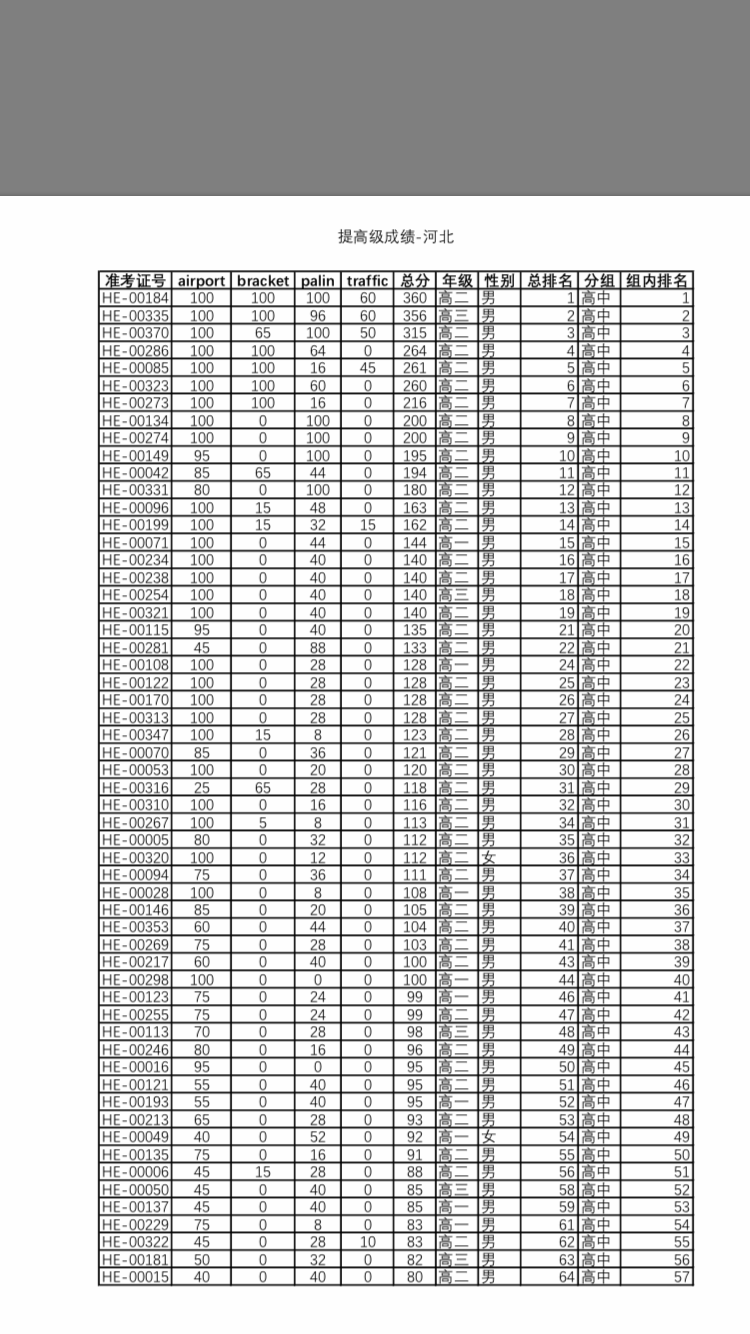 提高级成绩-河北
准考证号 airport bracket palin traffic 总分 年级 性别 总排名 分组 组内排名
HE-00184 100 100 100 60 360 高二 男 1 高中 1
HE-00335 100 100 96 60 356 高三 男 2 高中 2
HE-00370 100 65 100 50 315 高二 男 3 高中 3
HE-00286 100 100 64 0 264 高二 男 4 高中 4
HE-00085 100 100 16 45 261 高二 男 5 高中 5
HE-00323 100 100 60 0 260 高二 男 6 高中 6
HE-00273 100 100 16 0 216 高二 男 7 高中 7
HE-00134 100 0 100 0 200 高二 男 8 高中 8
HE-00274 100 0 100 0 200 高二 男 9 高中 9
HE-00149 95 0 100 0 195 高二 男 10 高中 10
HE-00042 85 65 44 0 194 高二 男 11 高中 11
HE-00331 80 0 100 0 180 高二 男 12 高中 12
HE-00096 100 15 48 0 163 高二 男 13 高中 13
HE-00199 100 15 32 15 162 高二 男 14 高中 14
HE-00071 100 0 44 0 144 高一 男 15 高中 15
HE-00234 100 0 40 0 140 高二 男 16 高中 16
HE-00238 100 0 40 0 140 高二 男 17 高中 17
HE-00254 100 0 40 0 140 高三 男 18 高中 18
HE-00321 100 0 40 0 140 高二 男 19 高中 19
HE-00115 95 0 40 0 135 高二 男 21 高中 20
HE-00281 45 0 88 0 133 高二 男 22 高中 21
HE-00108 100 0 28 0 128 高一 男 24 高中 22
HE-00122 100 0 28 0 128 高二 男 25 高中 23
HE-00170 100 0 28 0 128 高二 男 26 高中 24
HE-00313 100 0 28 0 128 高二 男 27 高中 25
HE-00347 100 15 8 0 123 高二 男 28 高中 26
HE-00070 85 0 36 0 121 高二 男 29 高中 27
HE-00053 100 0 20 0 120 高二 男 30 高中 28
HE-00316 25 65 28 0 118 高二 男 31 高中 29
HE-00310 100 0 16 0 116 高二 男 32 高中 30
HE-00267 100 5 8 0 113 高二 男 34 高中 31
HE-00005 80 0 32 0 112 高二 男 35 高中 32
HE-00320 100 0 12 0 112 高二 女 36 高中 33
HE-00094 75 0 36 0 111 高二 男 37 高中 34
HE-00028 100 0 8 0 108 高一 男 38 高中 35
HE-00146 85 0 20 0 105 高二 男 39 高中 36
HE-00353 60 0 44 0 104 高二 男 40 高中 37
HE-00269 75 0 28 0 103 高二 男 41 高中 38
HE-00217 60 0 40 0 100 高二 男 43 高中 39
HE-00298 100 0 0 0 100 高一 男 44 高中 40
HE-00123 75 0 24 0 99 高一 男 46 高中 41
HE-00255 75 0 24 0 99 高二 男 47 高中 42
HE-00113 70 0 28 0 98 高三 男 48 高中 43
HE-00246 80 0 16 0 96 高二 男 49 高中 44
HE-00016 95 0 0 0 95 高二 男 50 高中 45
HE-00121 55 0 40 0 95 高二 男 51 高中 46
HE-00193 55 0 40 0 95 高一 男 52 高中 47
HE-00213 65 0 28 0 93 高二 男 53 高中 48
HE-00049 40 0 52 0 92 高一 女 54 高中 49
HE-00135 75 0 16 0 91 高二 男 55 高中 50
HE-00006 45 15 28 0 88 高二 男 56 高中 51
HE-00050 45 0 40 0 85 高三 男 58 高中 52
HE-00137 45 0 40 0 85 高一 男 59 高中 53
HE-00229 75 0 8 0 83 高一 男 61 高中 54
HE-00322 45 0 28 10 83 高二 男 62 高中 55
HE-00181 50 0 32 0 82 高三 男 63 高中 56
HE-00015 40 0 40 0 80 高二 男 64 高中 57